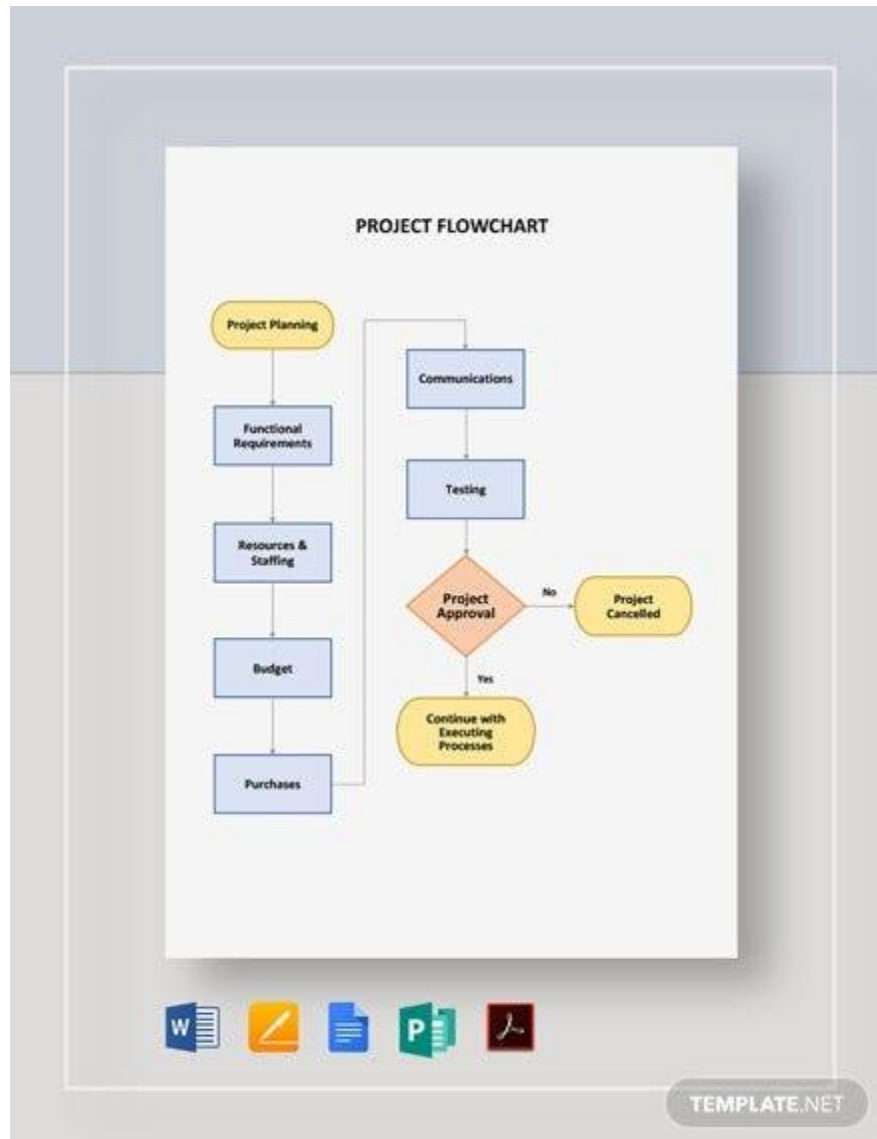 PROJECT FLOWCHART
Project Planning
Functional
Requirements
Resources &
Staffing
Budget
Purchases
Communications
Testing
Project
Approval
No
Project
Cancelled
Yes
Continue with
Executing
Processes
W
P
TEMPLATE.NET